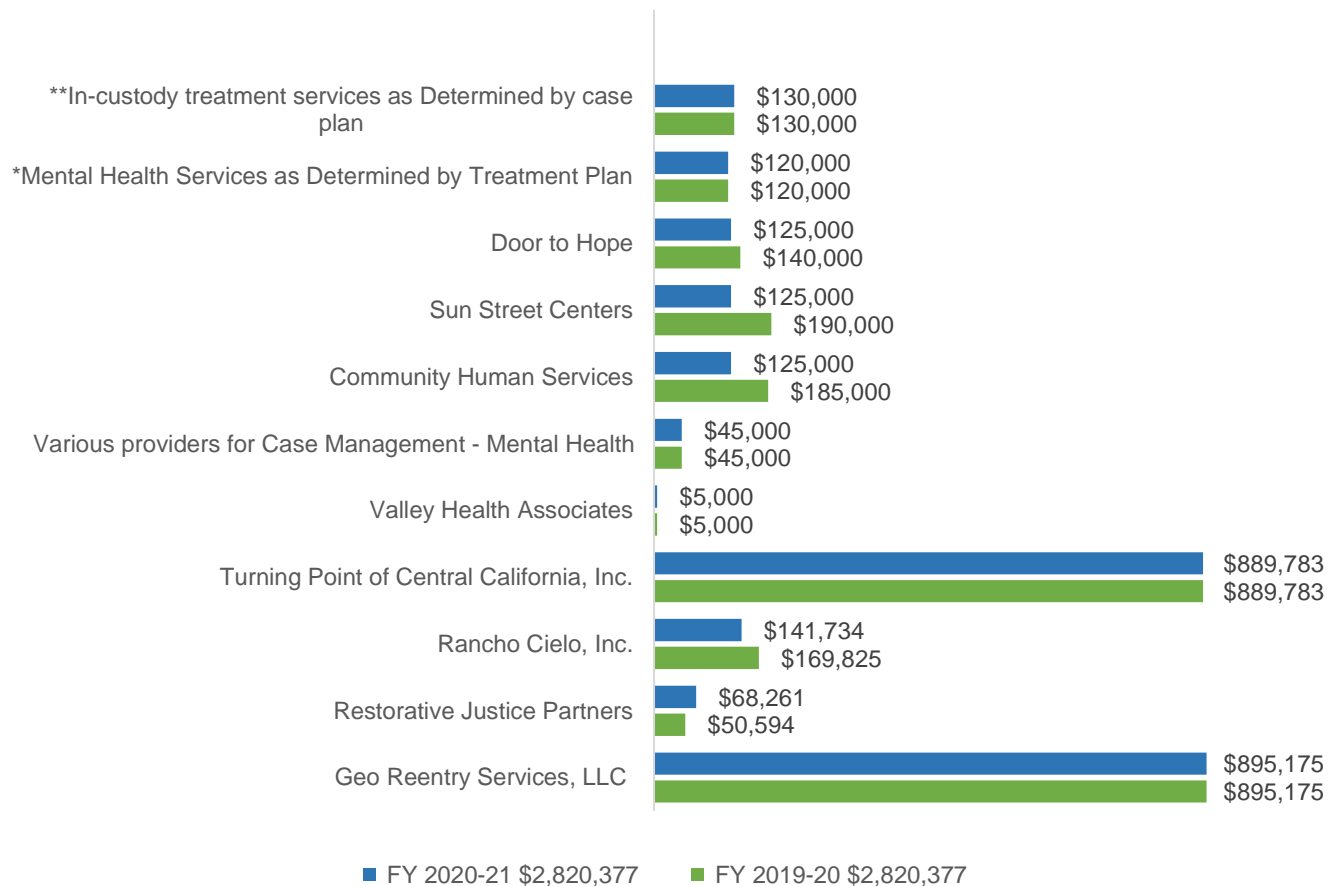 **In-custody treatment services as Determined by case
plan
$130,000
$130,000
*Mental Health Services as Determined by Treatment Plan
$120,000
$120,000
Door to Hope
$125,000
$140,000
Sun Street Centers
$125,000
$190,000
Community Human Services
$125,000
$185,000
Various providers for Case Management - Mental Health
$45,000
$45,000
Valley Health Associates
$5,000
$5,000
Turning Point of Central California, Inc.
$889,783
$889,783
Rancho Cielo, Inc.
$141,734
$169,825
Restorative Justice Partners
$68,261
$50,594
Geo Reentry Services, LLC
$895,175
$895,175
FY 2020-21 $2,820,377 FY 2019-20 $2,820,377